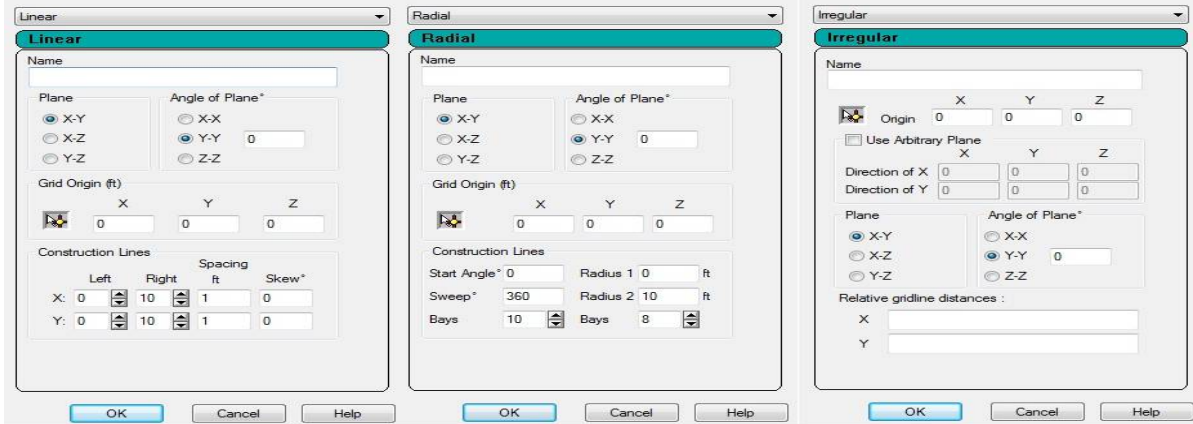 Linear
Linear
Name
Plane
Angle of Plane°
X-Y
X-X
X-Z
Y-Y 0
Y-Z
Z-Z
Grid Origin (ft)
X Y Z
0 0 0
Construction Lines
Spacing
Left Right ft Skew°
X: 0 10 1 0
Y: 0 10 1 0
OK Cancel Help
Radial
Radial
Name
Plane
Angle of Plane°
X-Y
X-X
X-Z
Y-Y 0
Y-Z
Z-Z
Grid Origin (ft)
X Y Z
0 0 0
Construction Lines
Start Angle° 0 Radius 1 0 ft
Sweep° 360 Radius 2 10 ft
Bays 10 Bays 8
OK Cancel Help
Irregular
Irregular
Name
X Y Z
Origin 0 0 0
Use Arbitrary Plane
X Y Z
Direction of X 0 0 0
Direction of Y 0 0 0
Plane
Angle of Plane°
X-Y
X-X
X-Z
Y-Y 0
Y-Z
Z-Z
Relative gridline distances :
X
Y
OK Cancel Help